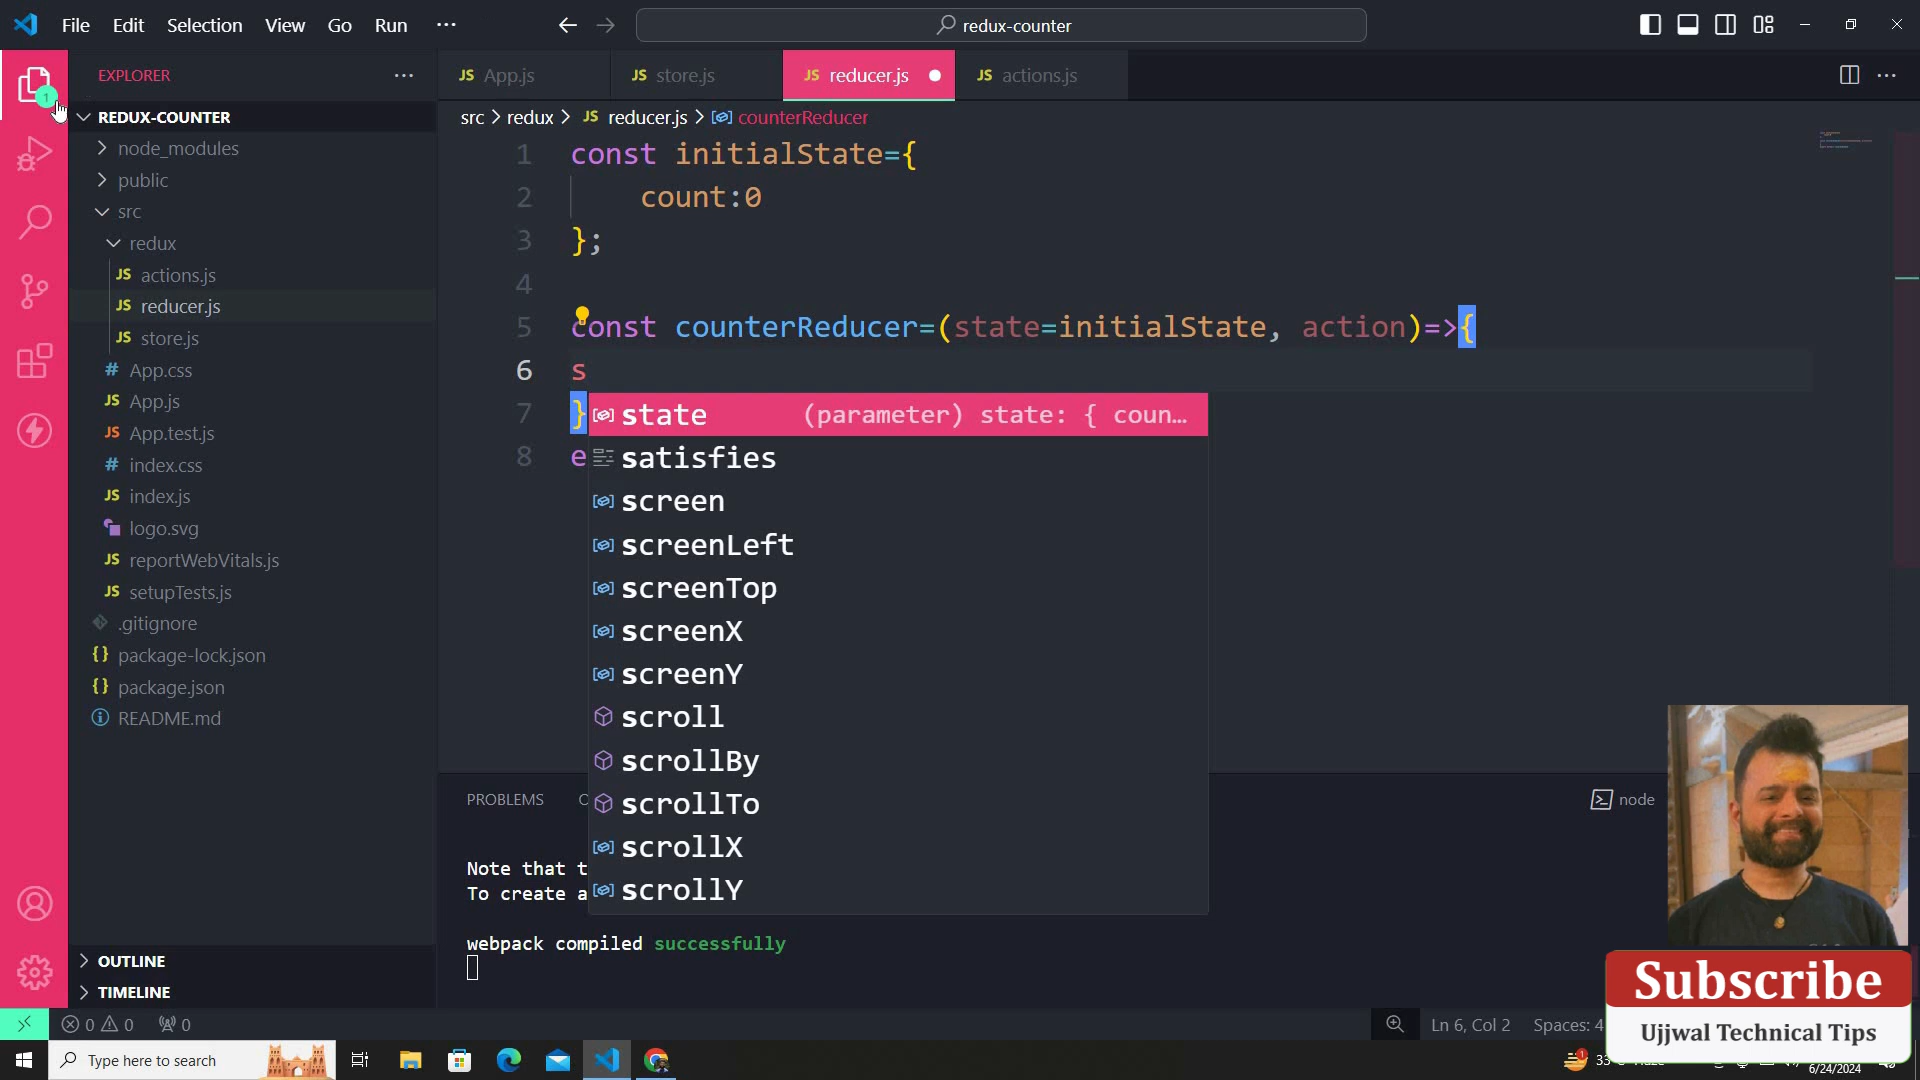 File Edit Selection View Go Run ··· redux-counter
EXPLORER ···
JS App.js JS store.js JS reducer.js JS actions.js
REDUX-COUNTER
src > redux > JS reducer.js > counterReducer
node_modules
public
src
redux
JS actions.js
JS reducer.js
JS store.js
# App.css
JS App.js
JS App.test.js
# index.css
JS index.js
logo.svg
JS reportWebVitals.js
JS setupTests.js
.gitignore
{} package-lock.json
{} package.json
README.md
OUTLINE
TIMELINE
1
1 const initialState={
2 count:0
3 };
4
5 const counterReducer=(state=initialState, action)=>{
6 s
7 }
8 e
state (parameter) state: { coun…
satisfies
screen
screenLeft
screenTop
screenX
screenY
scroll
scrollBy
scrollTo
scrollX
scrollY
PROBLEMS
node
Note that t
To create a
webpack compiled successfully
Subscribe
Ujjwal Technical Tips
0 0 0
Ln 6, Col 2 Spaces: 4
Type here to search
6/24/2024